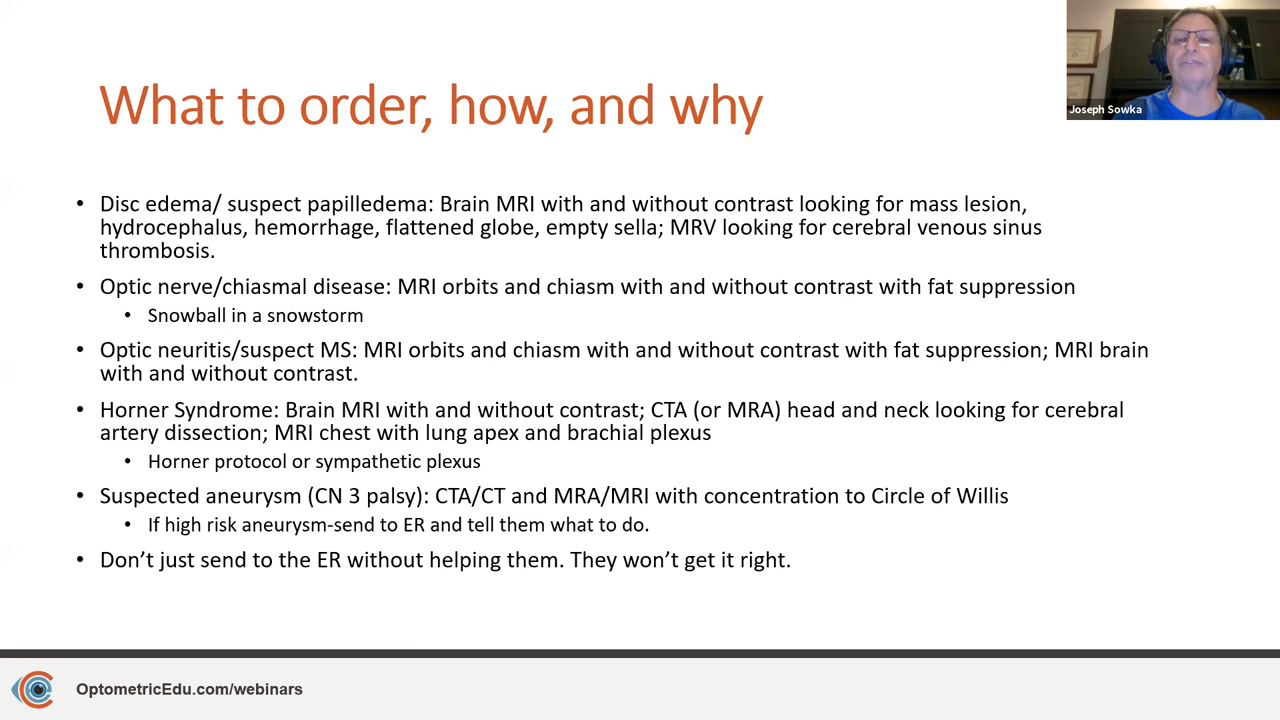 What to order, how, and why
Joseph Sowka
• Disc edema/ suspect papilledema: Brain MRI with and without contrast looking for mass lesion,
hydrocephalus, hemorrhage, flattened globe, empty sella; MRV looking for cerebral venous sinus
thrombosis.
• Optic nerve/chiasmal disease: MRI orbits and chiasm with and without contrast with fat suppression
• Snowball in a snowstorm
• Optic neuritis/suspect MS: MRI orbits and chiasm with and without contrast with fat suppression; MRI brain
with and without contrast.
• Horner Syndrome: Brain MRI with and without contrast; CTA (or MRA) head and neck looking for cerebral
artery dissection; MRI chest with lung apex and brachial plexus
• Horner protocol or sympathetic plexus
• Suspected aneurysm (CN 3 palsy): CTA/CT and MRA/MRI with concentration to Circle of Willis
• If high risk aneurysm-send to ER and tell them what to do.
• Don’t just send to the ER without helping them. They won’t get it right.
OptometricEdu.com/webinars